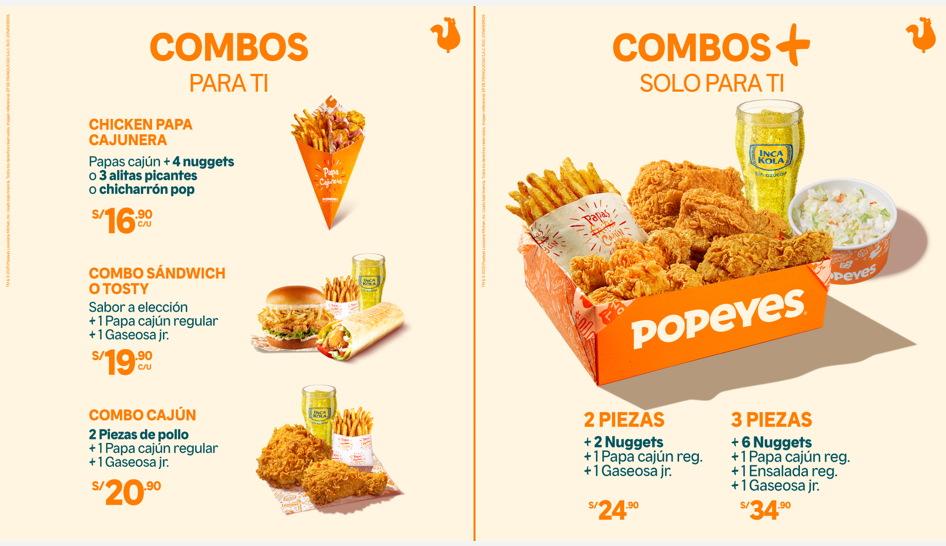 COMBOS
PARA TI
CHICKEN PAPA
CAJUNERA
Papas cajún + 4 nuggets
o 3 alitas picantes
o chicharrón pop
S/16.90
C/U
Papa
Cajunera
COMBO SÁNDWICH
O TOSTY
Sabor a elección
+ 1 Papa cajún regular
+ 1 Gaseosa jr.
S/19.90
C/U
COMBO CAJÚN
2 Piezas de pollo
+ 1 Papa cajún regular
+ 1 Gaseosa jr.
S/20.90
INCA
KOLA
COMBOS+
SOLO PARA TI
INCA
KOLA
SIN AZÚCAR
Papas
POPEYES
POPEYES
2 PIEZAS
+ 2 Nuggets
+ 1 Papa cajún reg.
+ 1 Gaseosa jr.
S/24.90
3 PIEZAS
+ 6 Nuggets
+ 1 Papa cajún reg.
+ 1 Ensalada reg.
+ 1 Gaseosa jr.
S/34.90